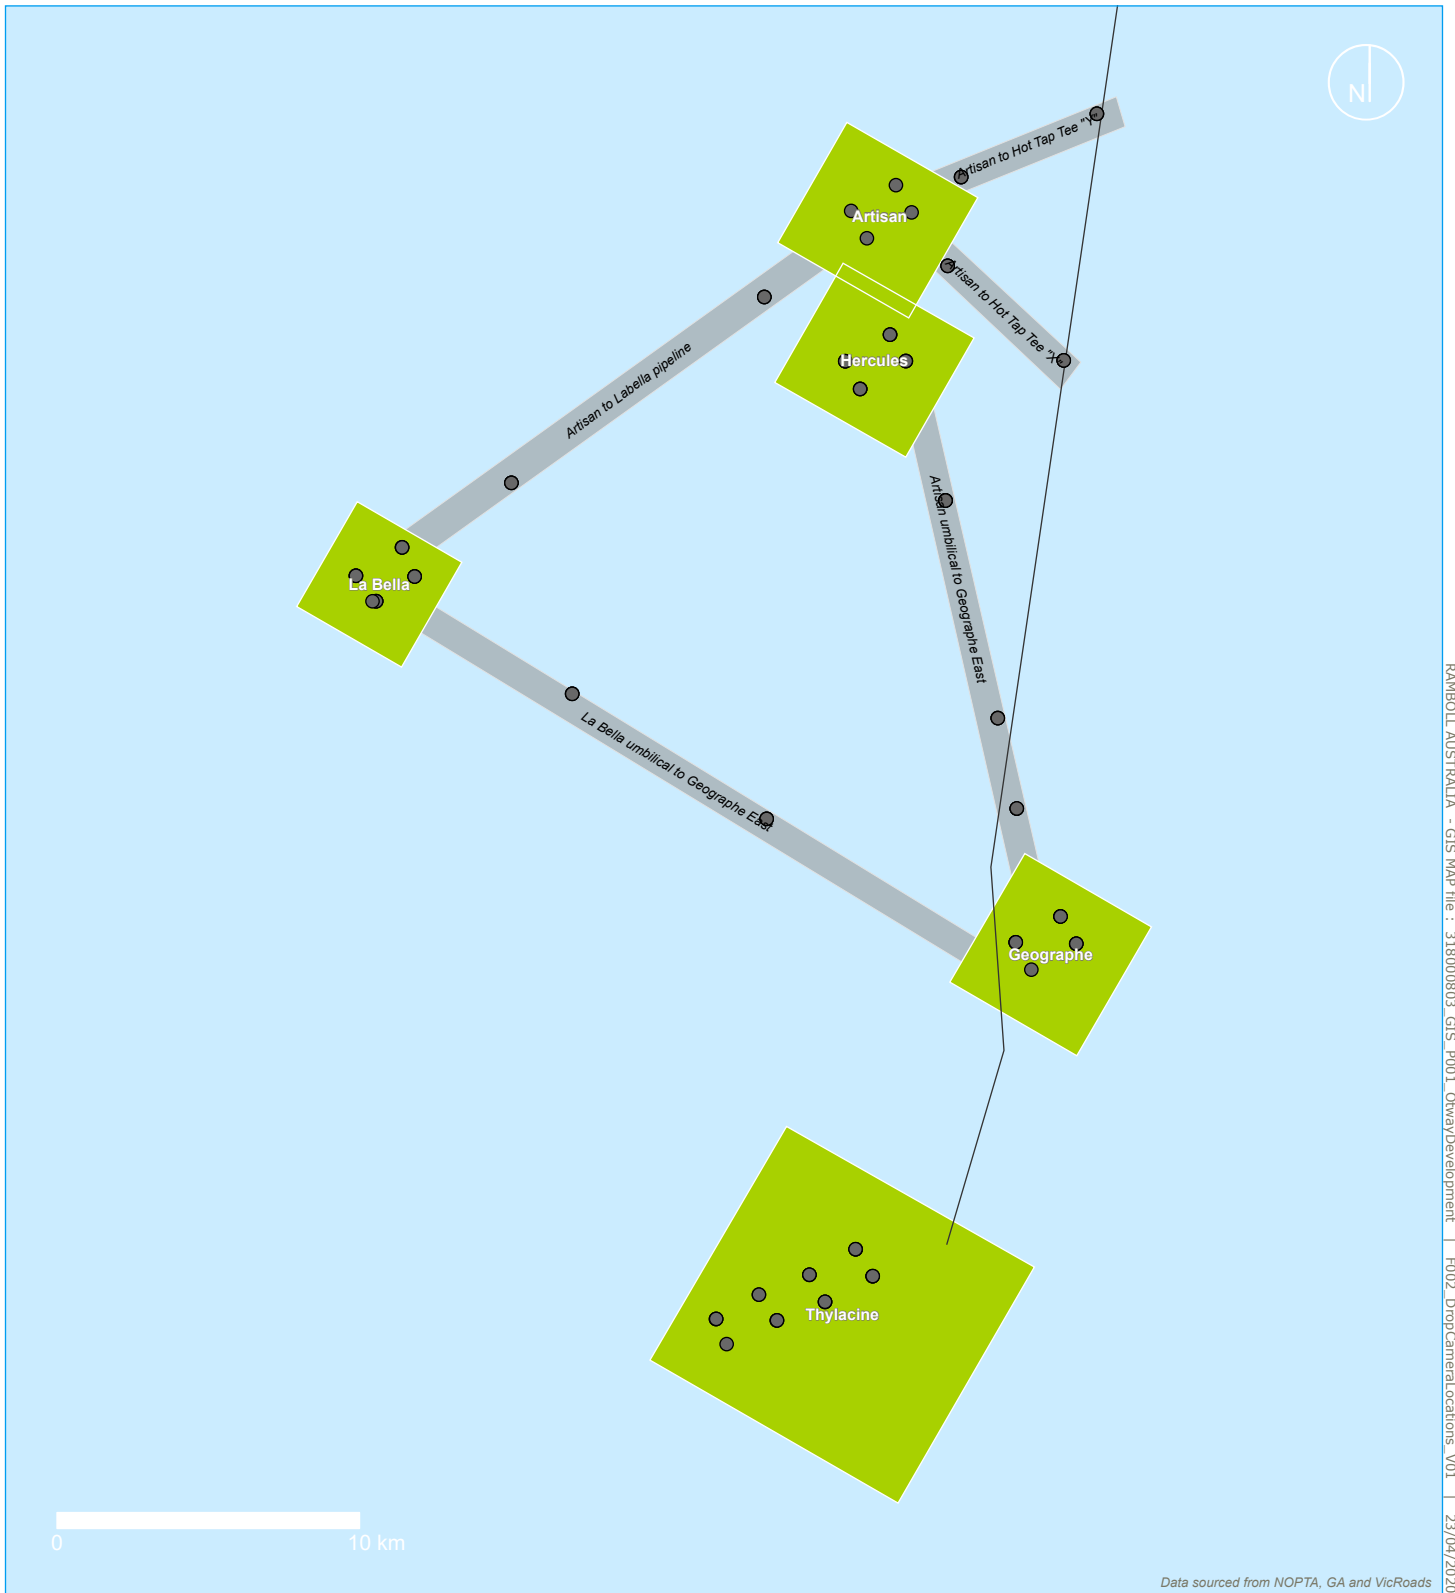 N
Artisan to Hot Tap Tee "Y"
Artisan
Artisan to Hot Tap Tee "X"
Hercules
Artisan to Labella pipeline
Artisan umbilical to Geographe East
La Bella
La Bella umbilical to Geographe East
Geographe
Thylacine
0 10 km
Data sourced from NOPTA, GA and VicRoads
RAMBOLL AUSTRALIA - GIS MAP file : 318000803_GIS_P001_OtwayDevelopment | F002_DropCameraLocations_V01 | 23/04/2020